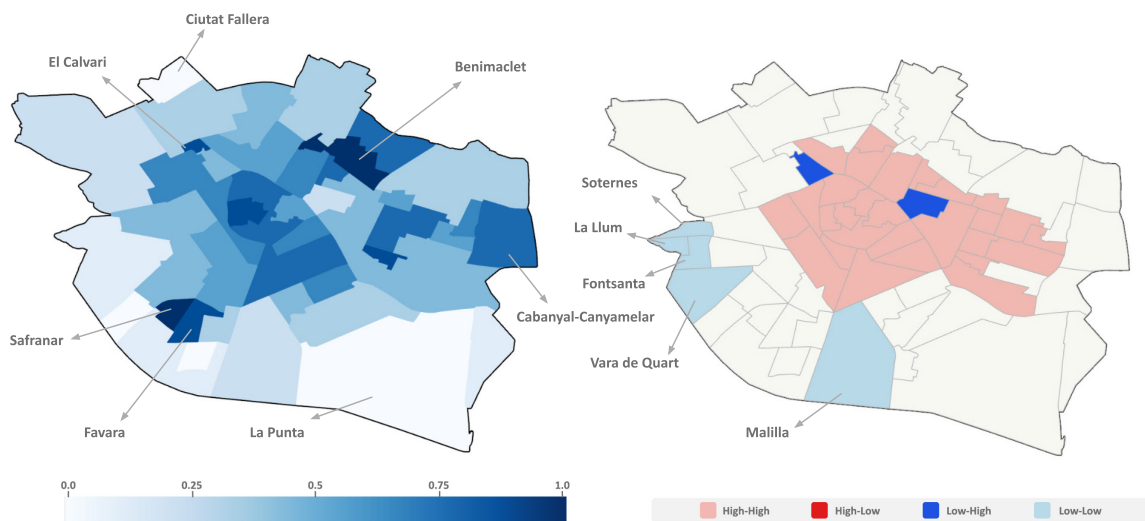 Ciutat Fallera
El Calvari
Benimaclet
Safranar
Favara
La Punta
Cabanyal-Canyamelar
0.0 0.25 0.5 0.75 1.0
Soternes
La Llum
Fontsanta
Vara de Quart
Malilla
High-High High-Low Low-High Low-Low